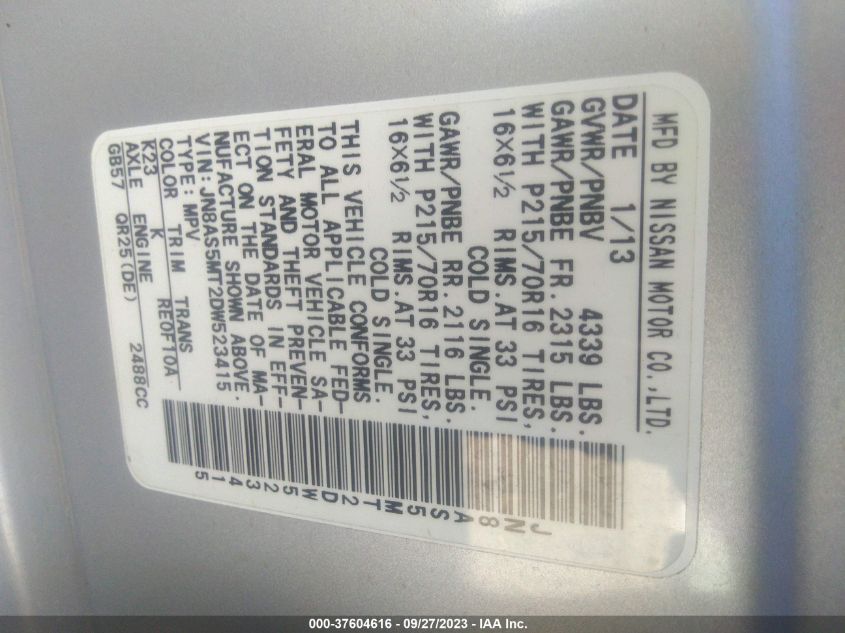 MFD BY NISSAN MOTOR CO.,LTD.
DATE 1/13
GVWR/PNBV 4339 LBS.
GAWR/PNBE FR. 2315 LBS.
WITH P215/70R16 TIRES,
16X6½ RIMS.AT 33 PSI
COLD SINGLE.
GAWR/PNBE RR. 2116 LBS.
WITH P215/70R16 TIRES,
16X6½ RIMS.AT 33 PSI
COLD SINGLE.
THIS VEHICLE CONFORMS
TO ALL APPLICABLE FED-
ERAL MOTOR VEHICLE SA-
FETY AND THEFT PREVEN-
TION STANDARDS IN EFF-
ECT ON THE DATE OF MA-
NUFACTURE SHOWN ABOVE.
VIN:JN8AS5MT2DW523415
TYPE:MPV
COLOR TRIM TRANS
K23 K RE0FT0A
AXLE ENGINE
GB57 QR25(DE) 2488CC
JN8AS5MT2DW523415
000-37604616 - 09/27/2023 - IAA Inc.